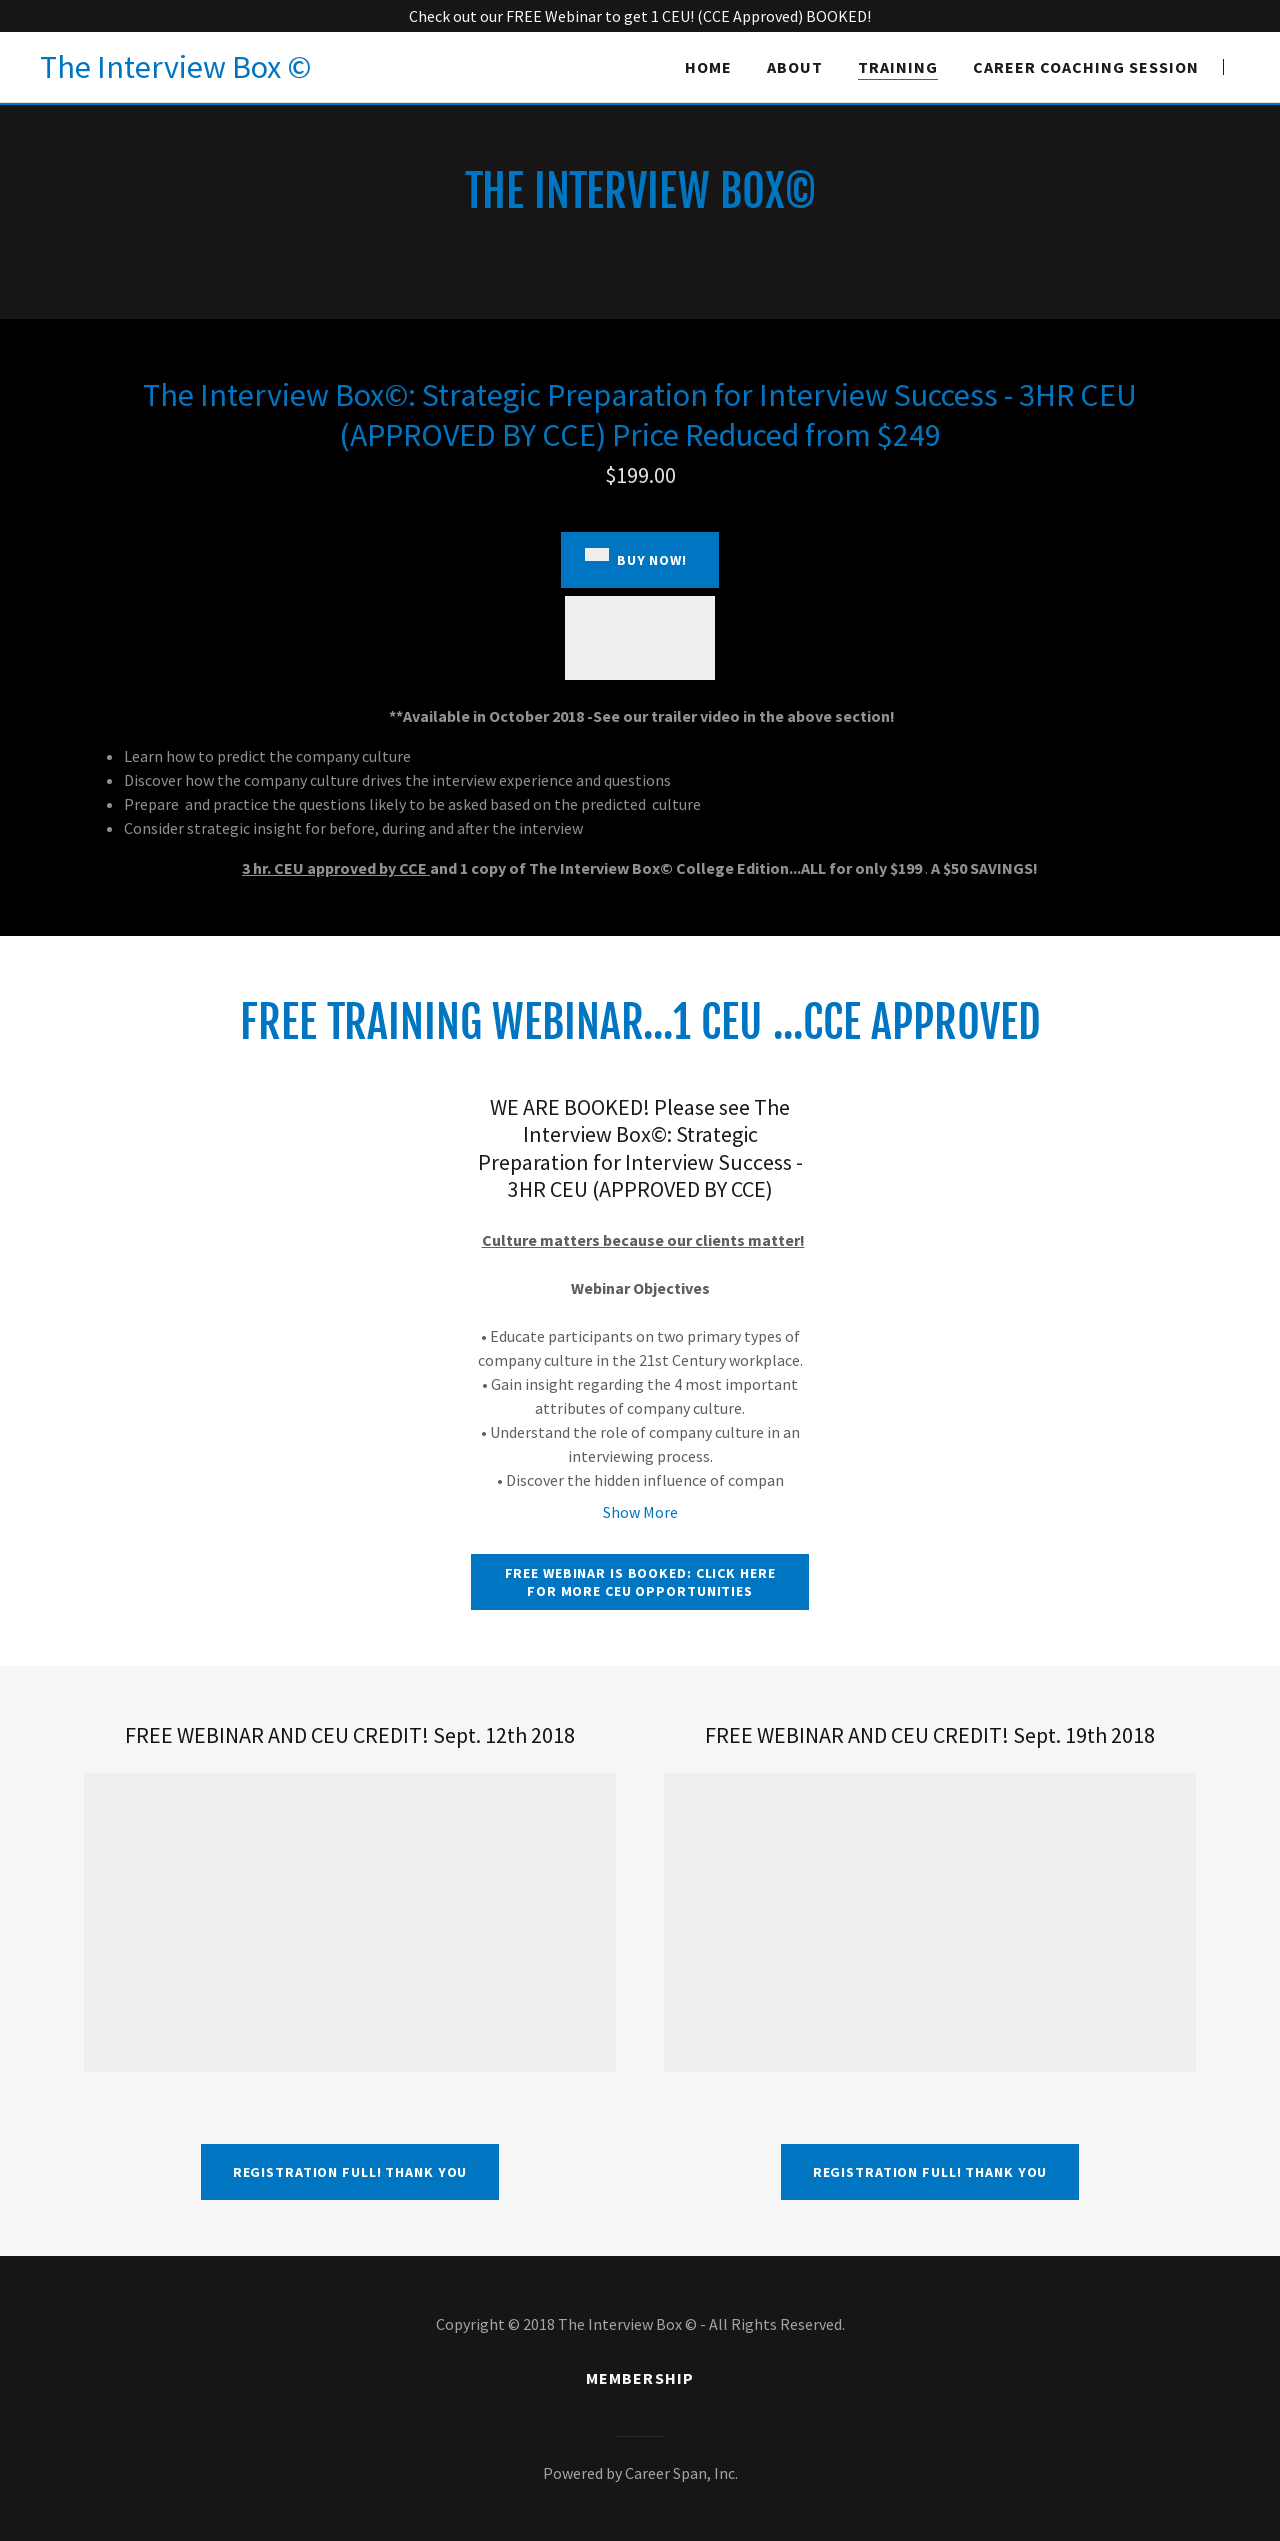 Check out our FREE Webinar to get 1 CEU! (CCE Approved) BOOKED!
The Interview Box ©
HOME ABOUT TRAINING CAREER COACHING SESSION
THE INTERVIEW BOX©
The Interview Box©: Strategic Preparation for Interview Success - 3HR CEU
(APPROVED BY CCE) Price Reduced from $249
$199.00
BUY NOW!
**Available in October 2018 -See our trailer video in the above section!
• Learn how to predict the company culture
• Discover how the company culture drives the interview experience and questions
• Prepare  and practice the questions likely to be asked based on the predicted  culture
• Consider strategic insight for before, during and after the interview
3 hr. CEU approved by CCE and 1 copy of The Interview Box© College Edition...ALL for only $199 . A $50 SAVINGS!
FREE TRAINING WEBINAR...1 CEU ...CCE APPROVED
WE ARE BOOKED! Please see The
Interview Box©: Strategic
Preparation for Interview Success -
3HR CEU (APPROVED BY CCE)
Culture matters because our clients matter!
Webinar Objectives
• Educate participants on two primary types of
company culture in the 21st Century workplace.
• Gain insight regarding the 4 most important
attributes of company culture.
• Understand the role of company culture in an
interviewing process.
• Discover the hidden influence of compan
Show More
FREE WEBINAR IS BOOKED: CLICK HERE
FOR MORE CEU OPPORTUNITIES
FREE WEBINAR AND CEU CREDIT! Sept. 12th 2018
REGISTRATION FULL! THANK YOU
FREE WEBINAR AND CEU CREDIT! Sept. 19th 2018
REGISTRATION FULL! THANK YOU
Copyright © 2018 The Interview Box © - All Rights Reserved.
MEMBERSHIP
Powered by Career Span, Inc.